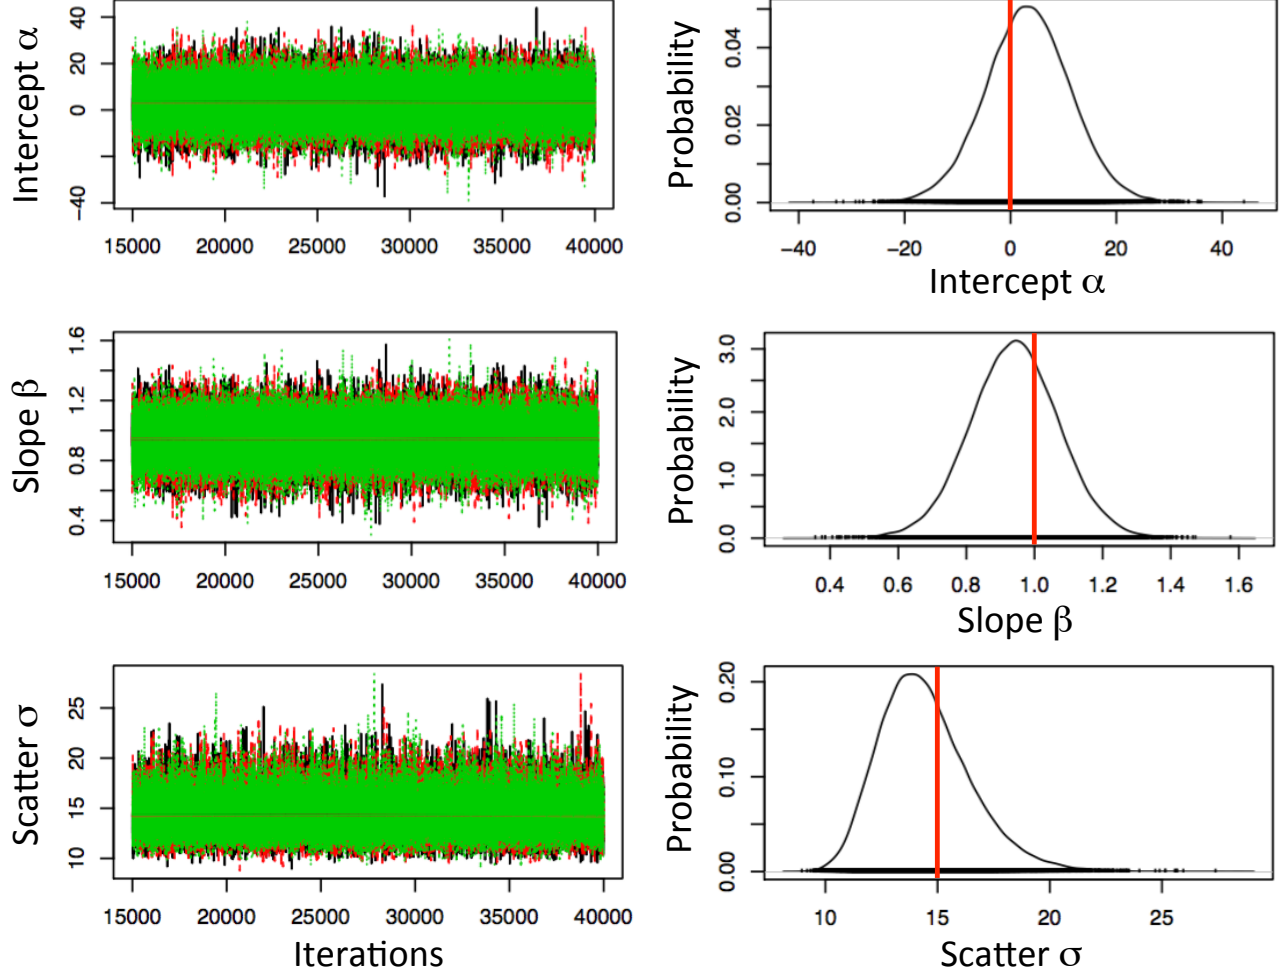 Intercept α
40
20
0
−40
15000 20000 25000 30000 35000 40000
Probability
0.04
0.02
0.00
−40 −20 0 20 40
Intercept α
Slope β
1.6
1.2
0.8
0.4
15000 20000 25000 30000 35000 40000
Probability
3.0
2.0
1.0
0.0
0.4 0.6 0.8 1.0 1.2 1.4 1.6
Slope β
Scatter σ
25
20
15
10
15000 20000 25000 30000 35000 40000
Iterations
Probability
0.20
0.10
0.00
10 15 20 25
Scatter σ